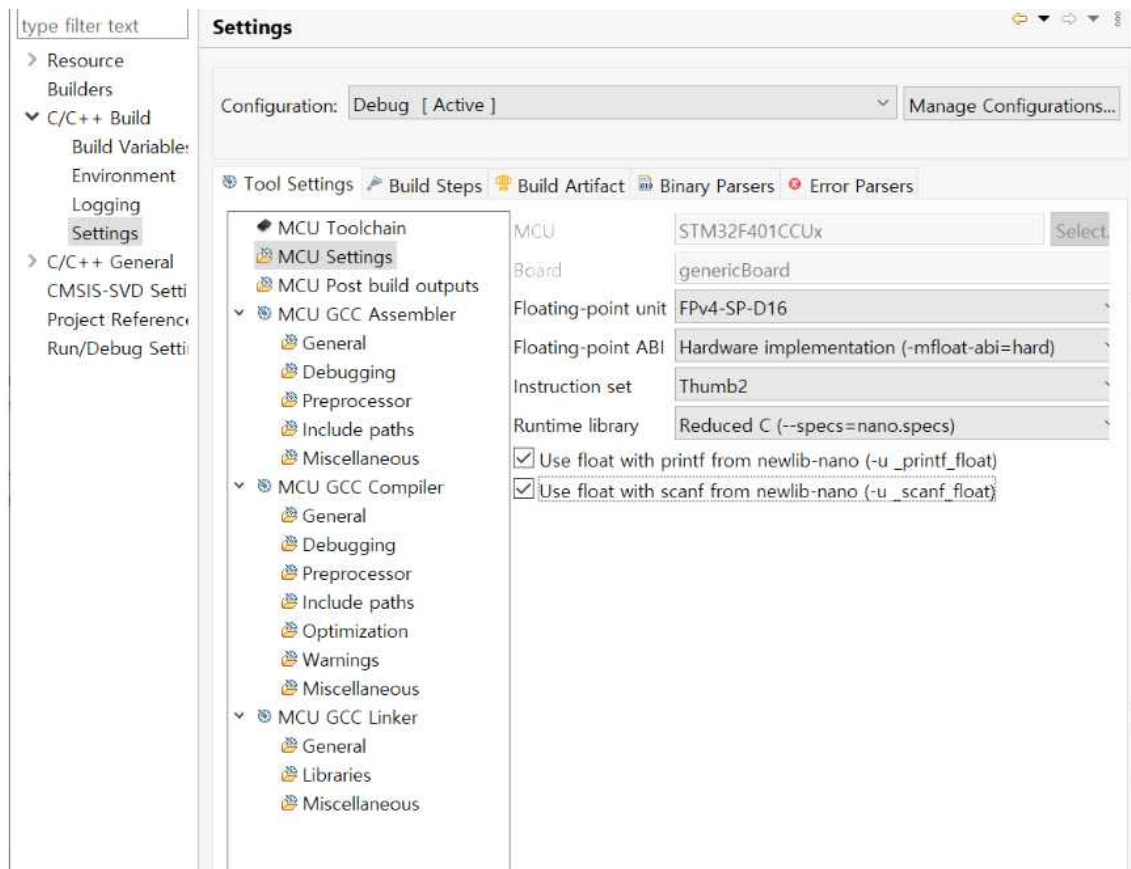 type filter text
Resource
Builders
C/C++ Build
Build Variable
Environment
Logging
Settings
C/C++ General
CMSIS-SVD Setti
Project Reference
Run/Debug Setti
Settings
Configuration: Debug [ Active ] Manage Configurations...
Tool Settings Build Steps Build Artifact Binary Parsers Error Parsers
MCU Toolchain
MCU Settings
MCU Post build outputs
MCU GCC Assembler
General
Debugging
Preprocessor
Include paths
Miscellaneous
MCU GCC Compiler
General
Debugging
Preprocessor
Include paths
Optimization
Warnings
Miscellaneous
MCU GCC Linker
General
Libraries
Miscellaneous
MCU STM32F401CCUx Select.
Board genericBoard
Floating-point unit FPv4-SP-D16
Floating-point ABI Hardware implementation (-mfloat-abi=hard)
Instruction set Thumb2
Runtime library Reduced C (--specs=nano.specs)
Use float with printf from newlib-nano (-u _printf_float)
Use float with scanf from newlib-nano (-u _scanf_float)